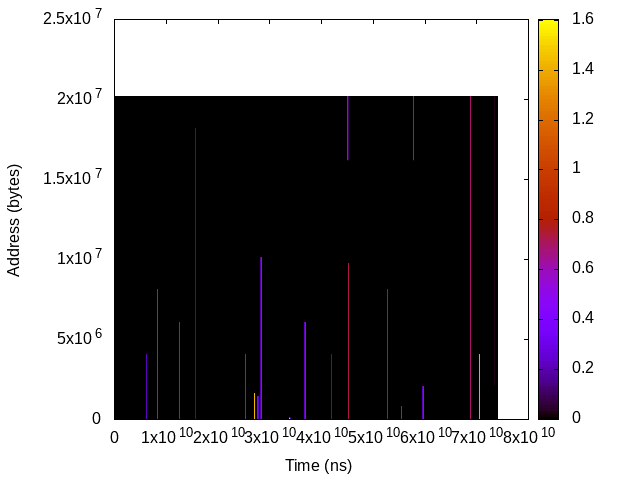 2.5x10 7
2x10 7
1.5x10 7
1x10 7
5x10 6
0
Address (bytes)
0 1x10 10 2x10 10 3x10 10 4x10 10 5x10 10 6x10 10 7x10 10 8x10 10
Time (ns)
1.6
1.4
1.2
1
0.8
0.6
0.4
0.2
0